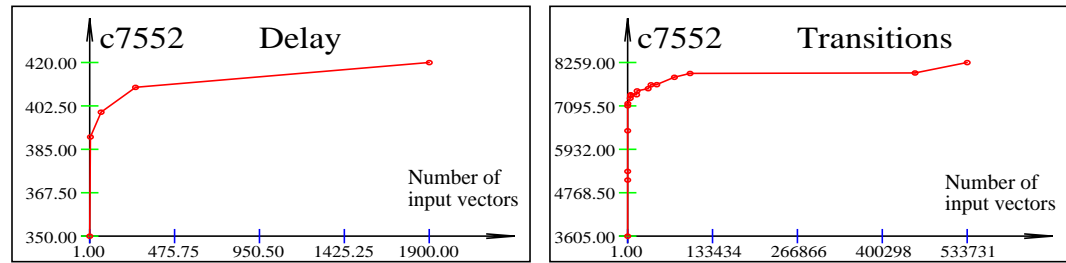 c7552 Delay
420.00
402.50
385.00
367.50
350.00
Number of
input vectors
1.00 475.75 950.50 1425.25 1900.00
c7552 Transitions
8259.00
7095.50
5932.00
4768.50
3605.00
Number of
input vectors
1.00 133434 266866 400298 533731